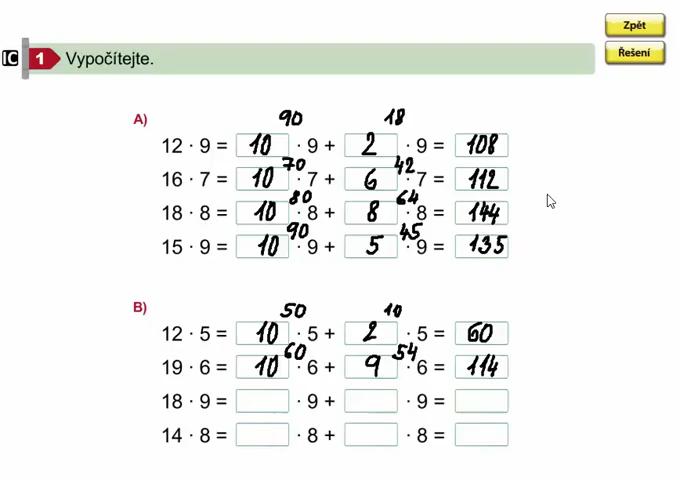 Zpět
Řešení
1 Vypočítejte.
A)
90 18
12 · 9 = 10 · 9 + 2 · 9 = 108
70 42
16 · 7 = 10 · 7 + 6 · 7 = 112
80 64
18 · 8 = 10 · 8 + 8 · 8 = 144
90 45
15 · 9 = 10 · 9 + 5 · 9 = 135
B)
50 10
12 · 5 = 10 · 5 + 2 · 5 = 60
60 54
19 · 6 = 10 · 6 + 9 · 6 = 114
18 · 9 = · 9 + · 9 =
14 · 8 = · 8 + · 8 =